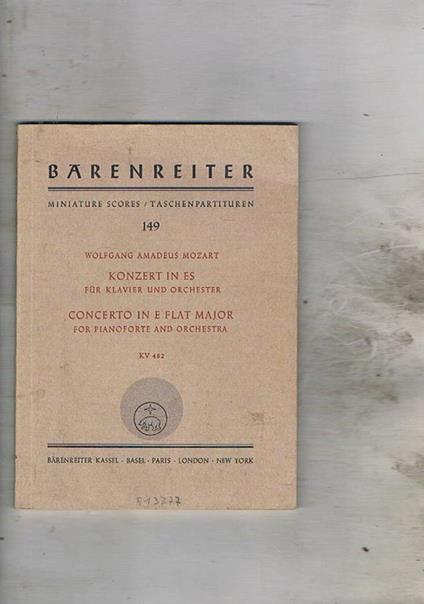 BÄRENREITER
MINIATURE SCORES / TASCHENPARTITUREN
149
WOLFGANG AMADEUS MOZART
KONZERT IN ES
FÜR KLAVIER UND ORCHESTER
CONCERTO IN E FLAT MAJOR
FOR PIANOFORTE AND ORCHESTRA
KV 482
BÄRENREITER KASSEL · BASEL · PARIS · LONDON · NEW YORK